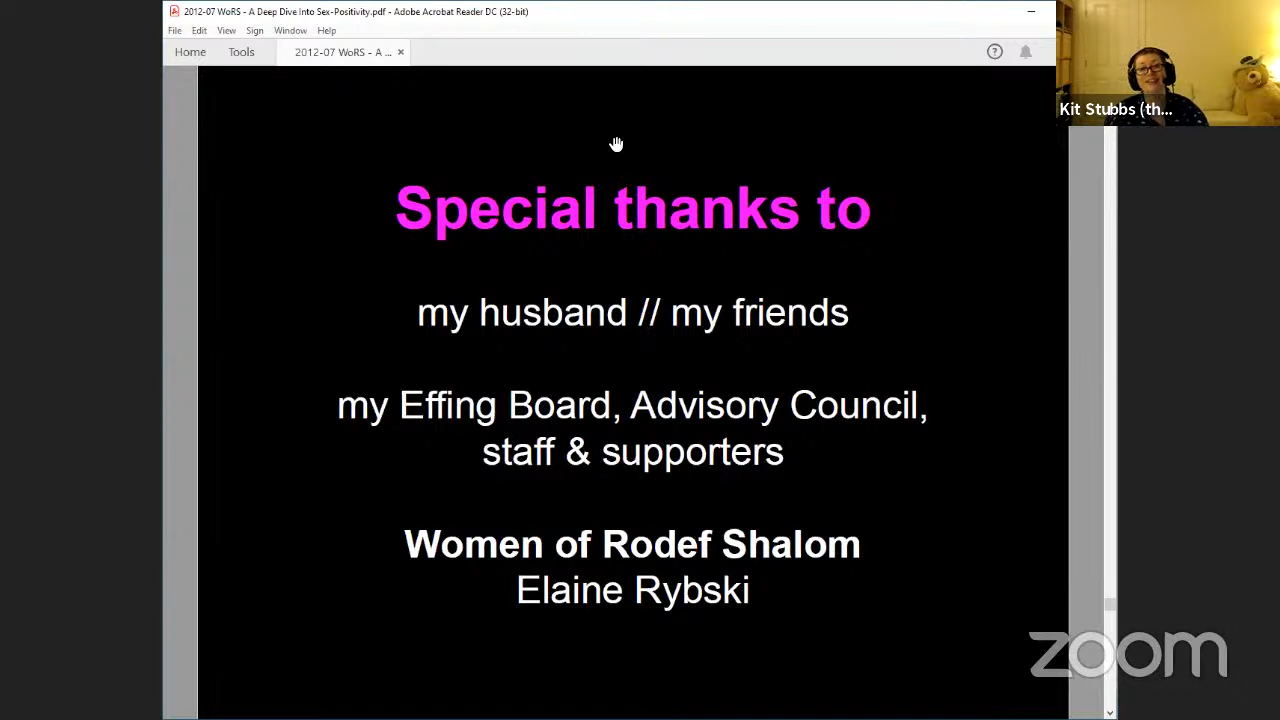 2012-07 WoRS - A Deep Dive Into Sex-Positivity.pdf - Adobe Acrobat Reader DC (32-bit)
File Edit View Sign Window Help
Home Tools 2012-07 WoRS - A ... ×
Kit Stubbs (th...
Special thanks to
my husband // my friends
my Effing Board, Advisory Council,
staff & supporters
Women of Rodef Shalom
Elaine Rybski
zoom